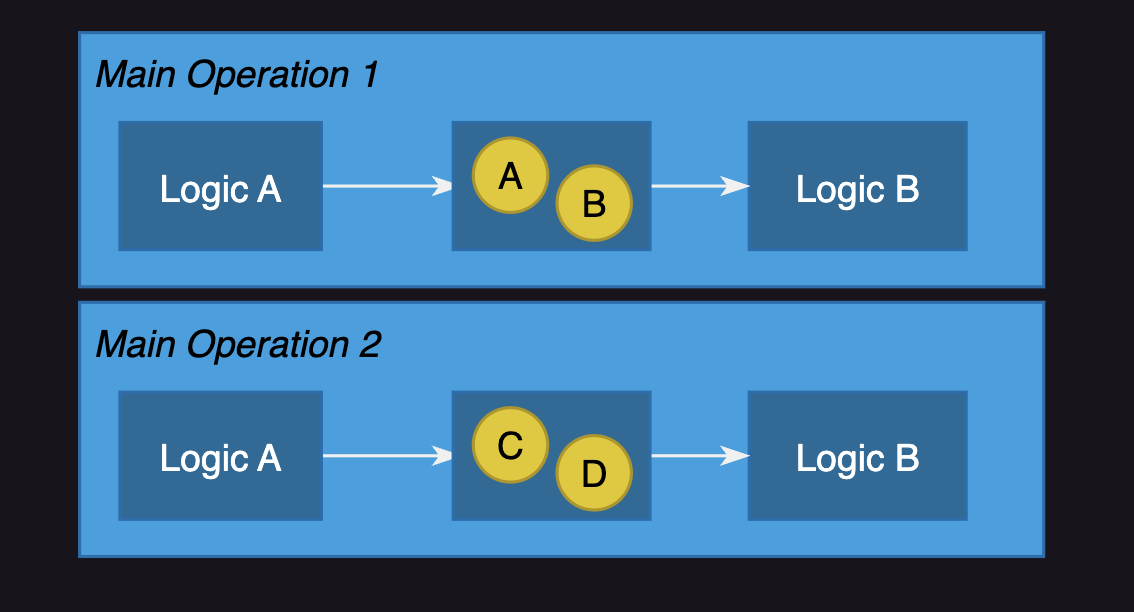 Main Operation 1
Logic A
A
B
Logic B
Main Operation 2
Logic A
C
D
Logic B